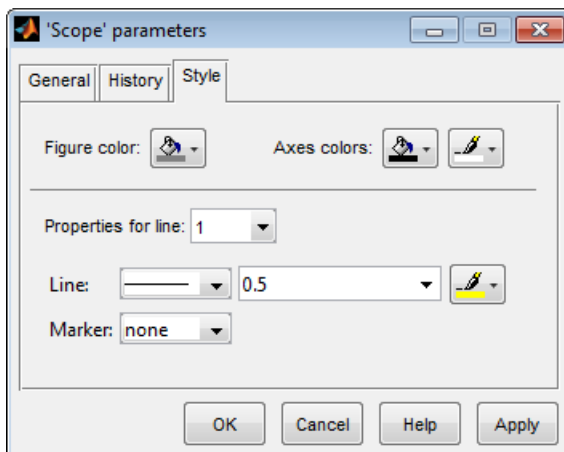 'Scope' parameters
General History Style
Figure color: Axes colors:
Properties for line: 1
Line: 0.5
Marker: none
OK Cancel Help Apply